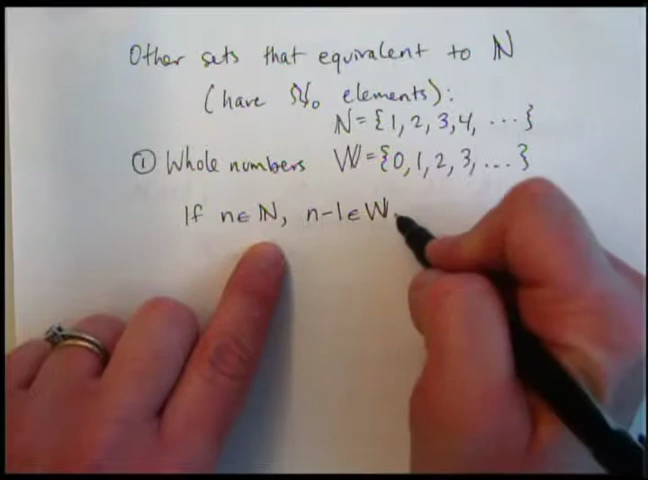 Other sets that equivalent to ℕ
(have ℵ₀ elements):
N = {1, 2, 3, 4, ...}
① Whole numbers W = {0, 1, 2, 3, ...}
If n ∈ ℕ, n-1 ∈ W.